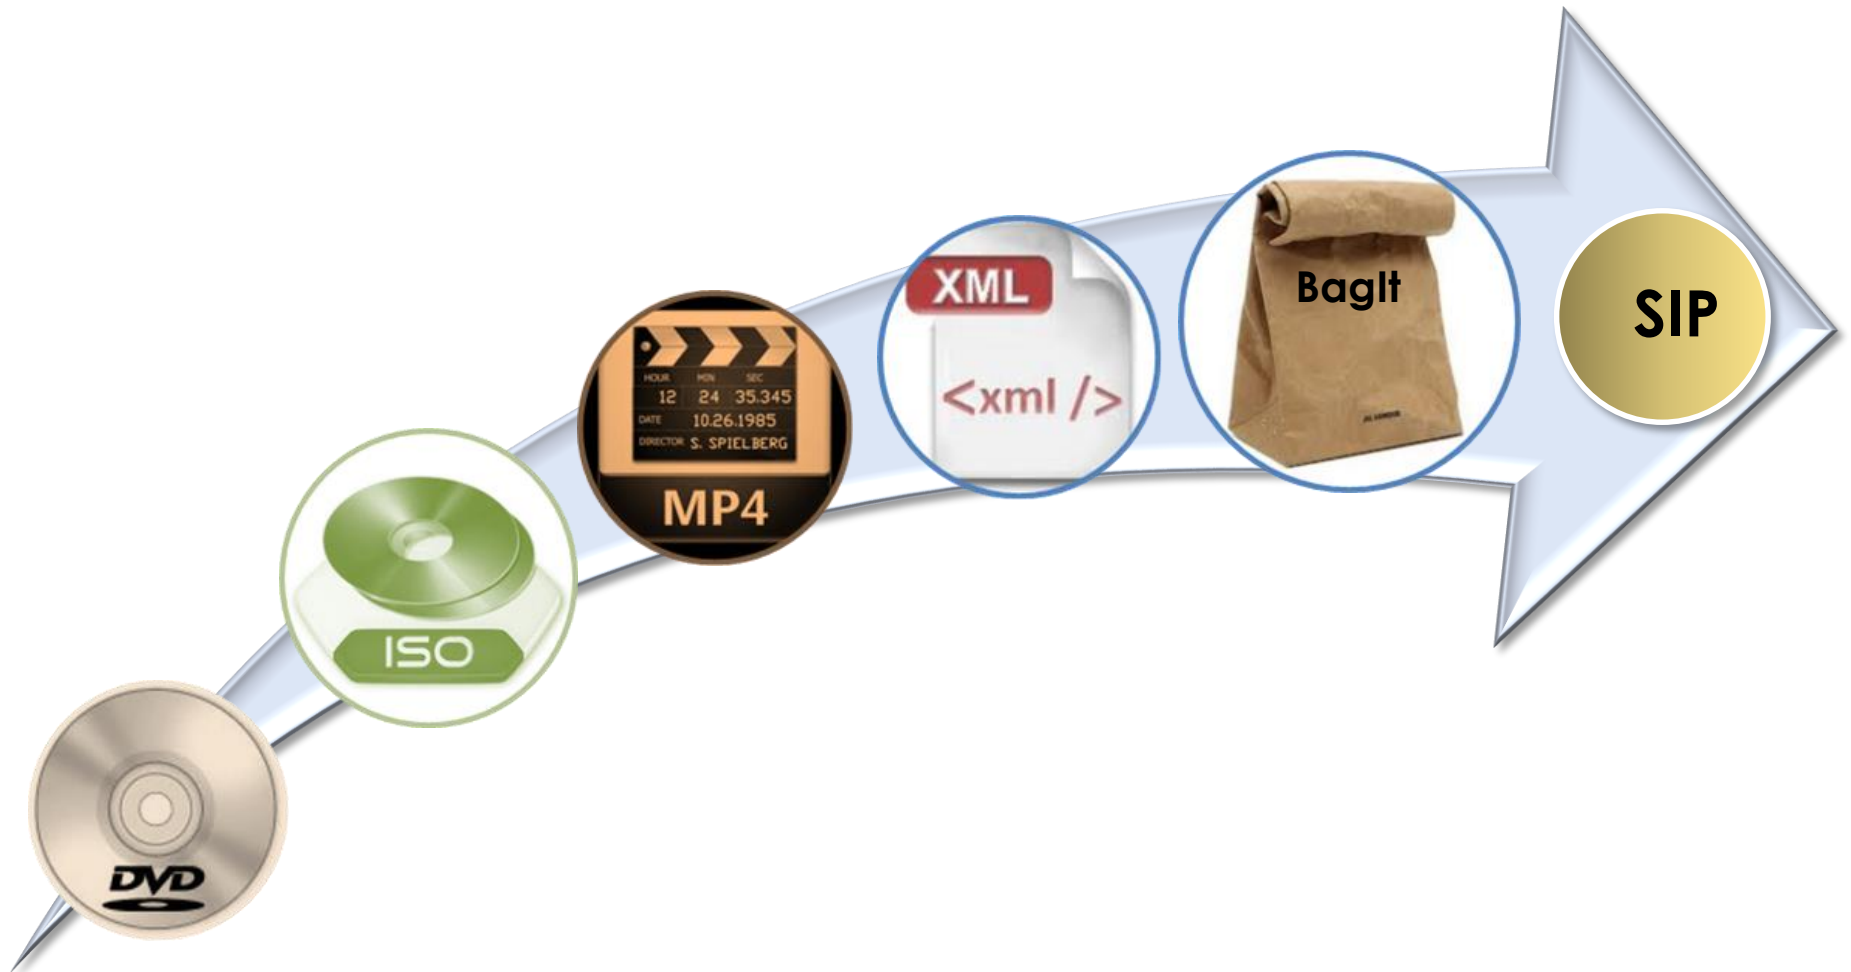 DVD
ISO
HOUR MIN SEC
12 24 35.345
DATE 10.26.1985
DIRECTOR S. SPIELBERG
MP4
XML
<xml />
BagIt
SIP